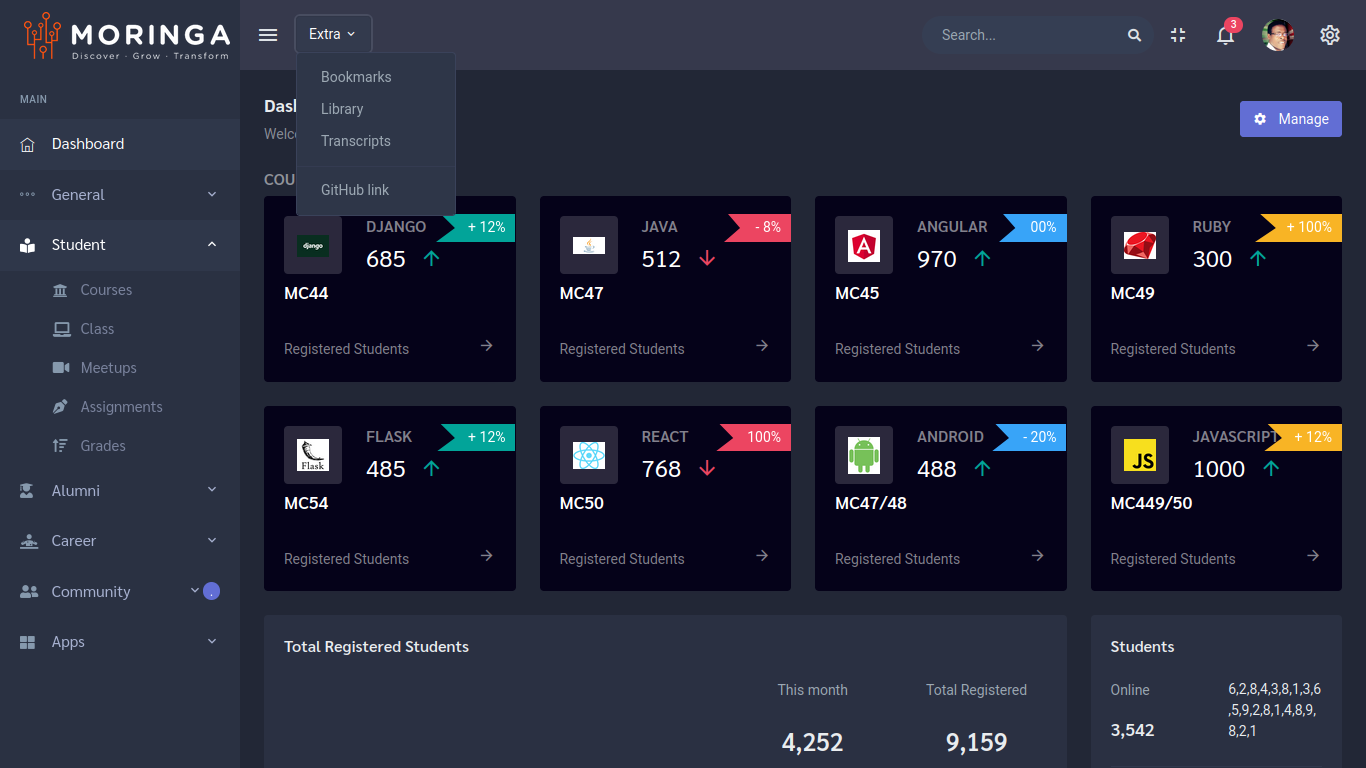 MORINGA
Discover · Grow · Transform
Extra
Search...
3
Bookmarks
Library
Transcripts
GitHub link
MAIN
Dashboard
General
Student
Courses
Class
Meetups
Assignments
Grades
Alumni
Career
Community
.
Apps
Manage
DJANGO
+ 12%
django
685
MC44
Registered Students
JAVA
- 8%
512
MC47
Registered Students
ANGULAR
00%
970
MC45
Registered Students
RUBY
+ 100%
300
MC49
Registered Students
FLASK
+ 12%
Flask
485
MC54
Registered Students
REACT
100%
768
MC50
Registered Students
ANDROID
- 20%
488
MC47/48
Registered Students
JAVASCRIPT
+ 12%
JS
1000
MC449/50
Registered Students
Total Registered Students
This month
Total Registered
4,252
9,159
Students
Online
3,542
6,2,8,4,3,8,1,3,6
,5,9,2,8,1,4,8,9,
8,2,1